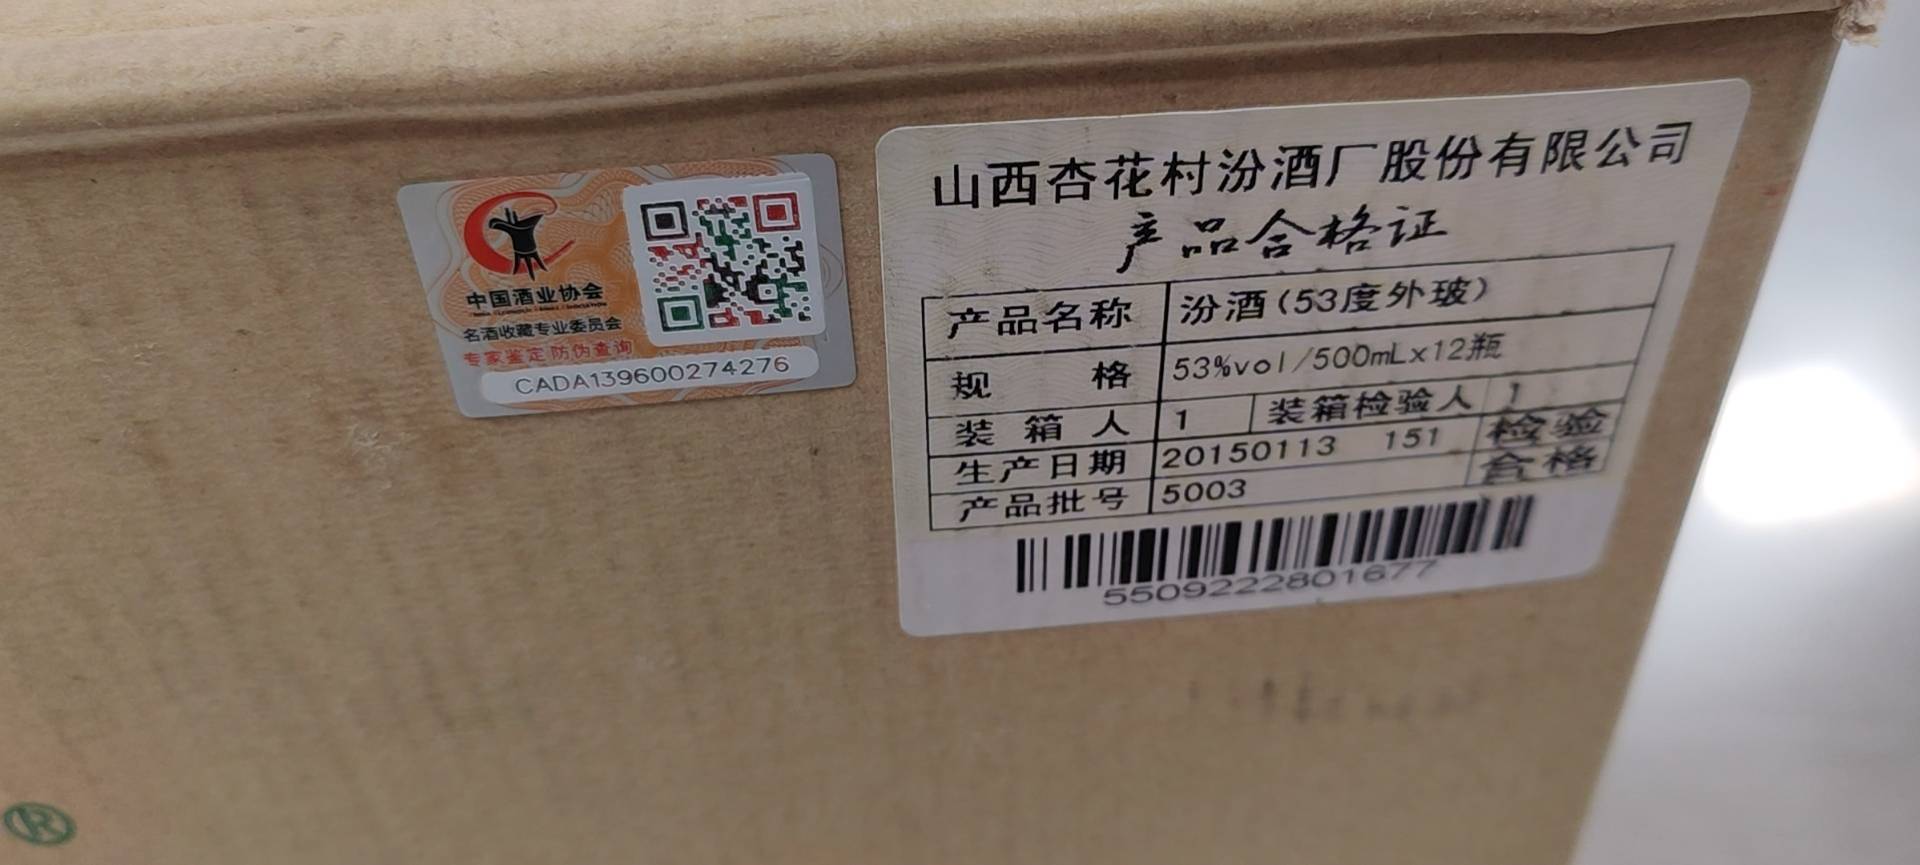 中国酒业协会
名酒收藏专业委员会
专家鉴定 防伪查询
CADA139600274276
山西杏花村汾酒厂股份有限公司
产品合格证
产品名称 汾酒(53度外玻)
规 格 53%vol/500mLx12瓶
装 箱 人 1 装箱检验人 1
生产日期 20150113 151 检验
产品批号 5003 合格
5509222801677
®